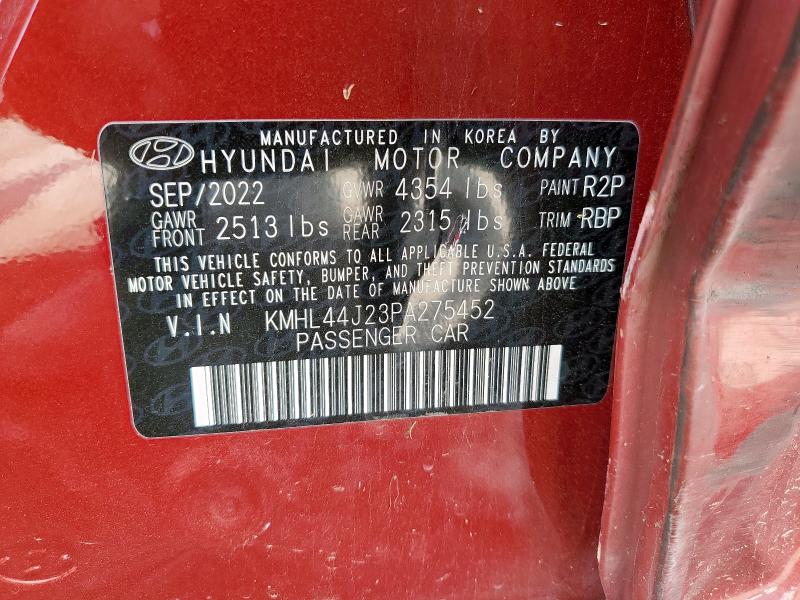 MANUFACTURED IN KOREA BY
HYUNDAI MOTOR COMPANY
SEP/2022 GVWR 4354 lbs PAINT R2P
GAWR FRONT 2513 lbs GAWR REAR 2315 lbs TRIM RBP
THIS VEHICLE CONFORMS TO ALL APPLICABLE U.S.A. FEDERAL
MOTOR VEHICLE SAFETY, BUMPER, AND THEFT PREVENTION STANDARDS
IN EFFECT ON THE DATE OF MANUFACTURE SHOWN ABOVE
V.I.N KMHL44J23PA275452
PASSENGER CAR